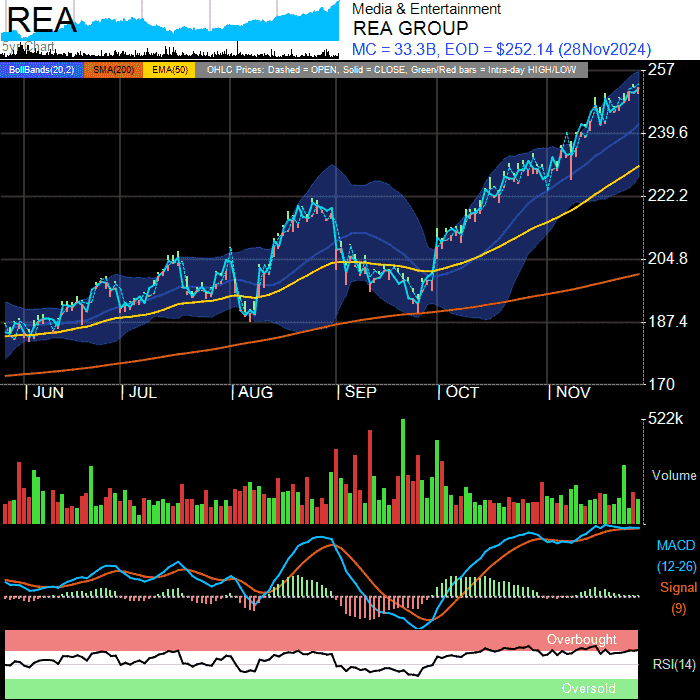 REA
Media & Entertainment
REA GROUP
MC = 33.3B, EOD = $252.14 (28Nov2024)
BollBands(20,2) SMA(200) EMA(50) OHLC Prices: Dashed = OPEN, Solid = CLOSE, Green/Red bars = Intra-day HIGH/LOW
257
239.6
222.2
204.8
187.4
170
JUN JUL AUG SEP OCT NOV
522k
Volume
MACD
(12-26)
Signal
(9)
Overbought
RSI(14)
Oversold